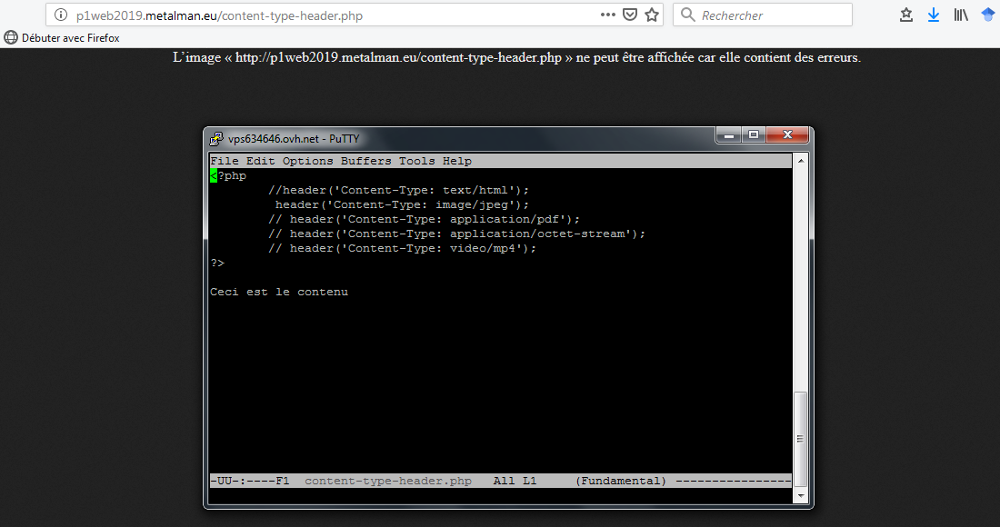 p1web2019.metalman.eu/content-type-header.php
Rechercher
Débuter avec Firefox
L’image « http://p1web2019.metalman.eu/content-type-header.php » ne peut être affichée car elle contient des erreurs.
vps634646.ovh.net - PuTTY
File Edit Options Buffers Tools Help
<?php
//header('Content-Type: text/html');
header('Content-Type: image/jpeg');
// header('Content-Type: application/pdf');
// header('Content-Type: application/octet-stream');
// header('Content-Type: video/mp4');
?>
Ceci est le contenu
-UU-:----F1  content-type-header.php   All L1     (Fundamental) ----------------